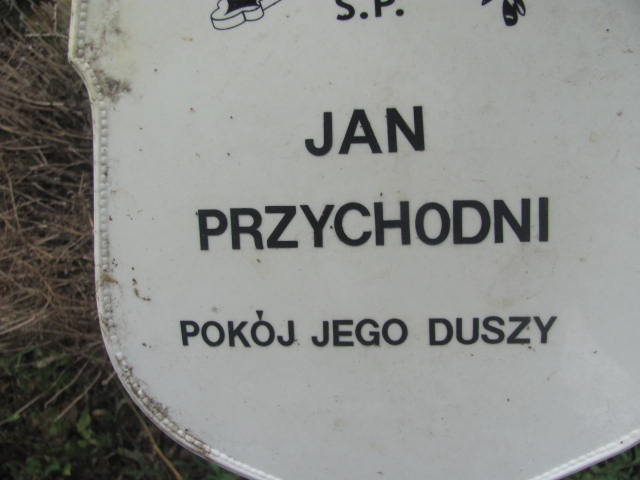 S.P.
JAN
PRZYCHODNI
POKÓJ JEGO DUSZY